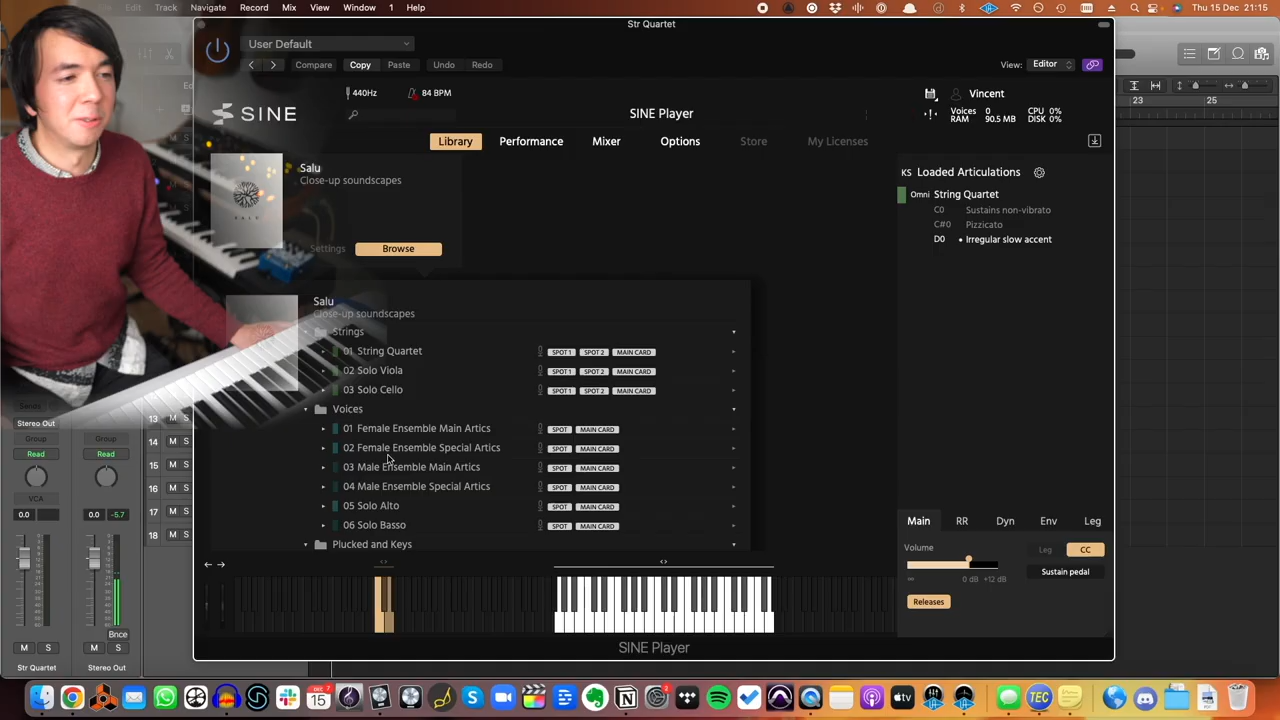 File
Edit
Track
Navigate
Record
Mix
View
Window
1
Help
Thu 15 Dec 21:15
Str Quartet
User Default
Compare
Copy
Paste
Undo
Redo
View:
Editor
440Hz
84 BPM
SINE
SINE Player
Vincent
Voices 0
RAM 90.5 MB
CPU 0%
DISK 0%
23
25
Library
Performance
Mixer
Options
Store
My Licenses
Salu
Close-up soundscapes
SALU
Settings
Browse
KS Loaded Articulations
Omni String Quartet
C0 Sustains non-vibrato
C#0 Pizzicato
D0 • Irregular slow accent
Salu
Close-up soundscapes
Strings
01 String Quartet SPOT 1 SPOT 2 MAIN CARD
02 Solo Viola SPOT 1 SPOT 2 MAIN CARD
03 Solo Cello SPOT 1 SPOT 2 MAIN CARD
Voices
01 Female Ensemble Main Artics SPOT MAIN CARD
02 Female Ensemble Special Artics SPOT MAIN CARD
03 Male Ensemble Main Artics SPOT MAIN CARD
04 Male Ensemble Special Artics SPOT MAIN CARD
05 Solo Alto SPOT MAIN CARD
06 Solo Basso SPOT MAIN CARD
Plucked and Keys
Main
RR
Dyn
Env
Leg
Volume
Leg
CC
∞ 0 dB +12 dB
Sustain pedal
Releases
SINE Player
Sends
Stereo Out
Group
Group
Read
Read
VCA
0.0
0.0 -5.7
Bnce
M S
M S
Str Quartet
Stereo Out
13 M S
14 M S
15 M S
16 M S
17 M S
18 M S
DEC
15
TEC